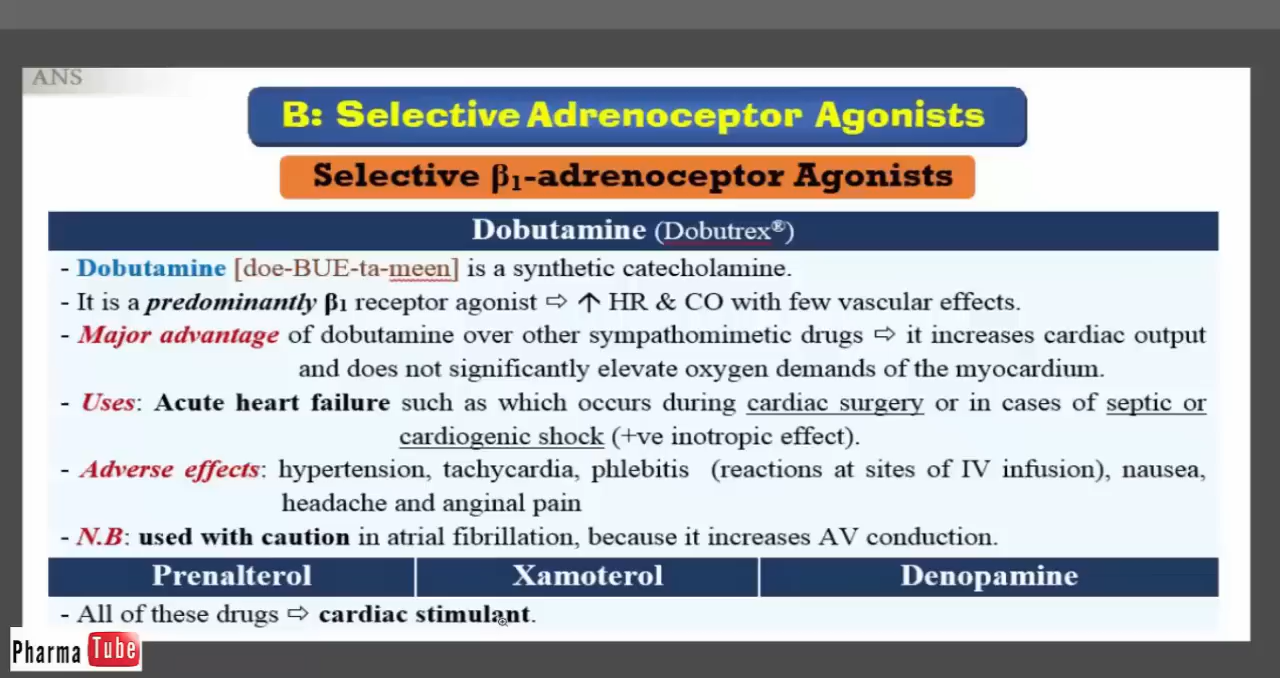 ANS
B: Selective Adrenoceptor Agonists
Selective β₁-adrenoceptor Agonists
Dobutamine (Dobutrex®)
- Dobutamine [doe-BUE-ta-meen] is a synthetic catecholamine.
- It is a predominantly β₁ receptor agonist ⇨ ↑ HR & CO with few vascular effects.
- Major advantage of dobutamine over other sympathomimetic drugs ⇨ it increases cardiac output
and does not significantly elevate oxygen demands of the myocardium.
- Uses: Acute heart failure such as which occurs during cardiac surgery or in cases of septic or
cardiogenic shock (+ve inotropic effect).
- Adverse effects: hypertension, tachycardia, phlebitis (reactions at sites of IV infusion), nausea,
headache and anginal pain
- N.B: used with caution in atrial fibrillation, because it increases AV conduction.
Prenalterol Xamoterol Denopamine
- All of these drugs ⇨ cardiac stimulant.
Pharma Tube